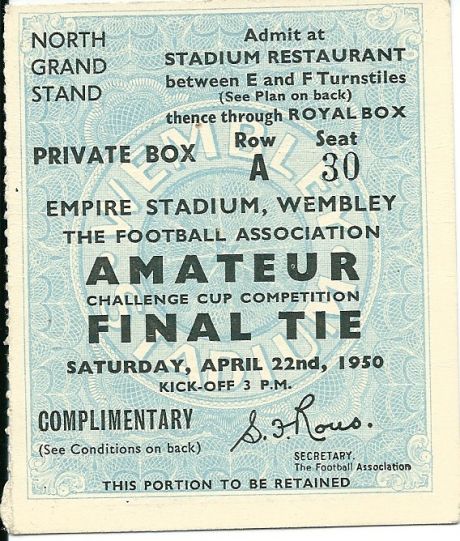 NORTH
GRAND
STAND
Admit at
STADIUM RESTAURANT
between E and F Turnstiles
(See Plan on back)
thence through ROYAL BOX
PRIVATE BOX
Row
A
Seat
30
EMPIRE STADIUM, WEMBLEY
THE FOOTBALL ASSOCIATION
AMATEUR
CHALLENGE CUP COMPETITION
FINAL TIE
SATURDAY, APRIL 22nd, 1950
KICK-OFF 3 P.M.
COMPLIMENTARY
(See Conditions on back)
S. F. Rous.
SECRETARY.
The Football Association
THIS PORTION TO BE RETAINED
WEMBLEY
STADIUM